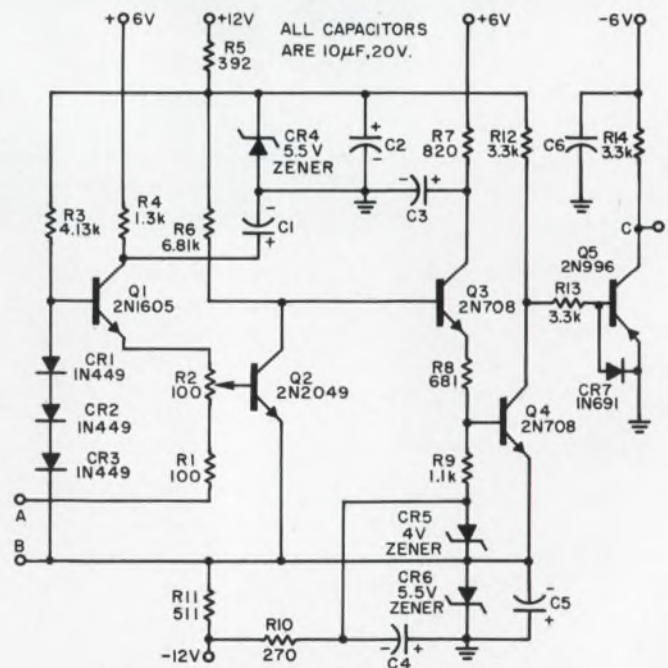 +6V
+12V
ALL CAPACITORS
ARE 10µF, 20V.
+6V
-6V
R5
392
CR4
5.5V
ZENER
+
C2
-
R7
820
R12
3.3k
C6
R14
3.3k
R3
4.13k
R4
1.3k
R6
6.81k
-
C1
+
- +
C3
C
Q1
2N1605
Q3
2N708
R13
3.3k
Q5
2N996
CR1
1N449
R2
100
Q2
2N2049
R8
681
Q4
2N708
CR7
1N691
CR2
1N449
R1
100
R9
1.1k
CR3
1N449
A
CR5
4V
ZENER
B
R11
511
CR6
5.5V
ZENER
-
C5
+
R10
270
- +
C4
-12V